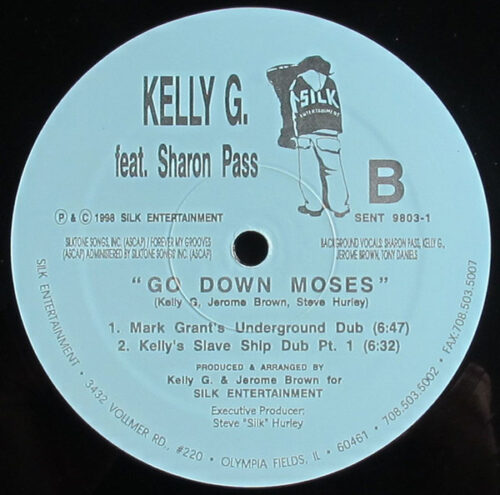 KELLY G.
feat. Sharon Pass
SILK
ENTERTAINMENT
B
℗ & © 1998 SILK ENTERTAINMENT
SENT 9803-1
SILKTONE SONGS, INC. (ASCAP) / FOREVER MY GROOVES
(ASCAP) ADMINISTERED BY SILKTONE SONGS' INC. (ASCAP)
BACKGROUND VOCALS: SHARON PASS, KELLY G.,
JEROME BROWN, TONY DANIELS
"GO DOWN MOSES"
(Kelly G, Jerome Brown, Steve Hurley)
1. Mark Grant's Underground Dub (6:47)
2. Kelly's Slave Ship Dub Pt. 1 (6:32)
PRODUCED & ARRANGED BY
Kelly G. & Jerome Brown for
SILK ENTERTAINMENT
Executive Producer:
Steve "Silk" Hurley
SILK ENTERTAINMENT • 3432 VOLLMER RD., #220 • OLYMPIA FIELDS, IL • 60461 • 708.503.5002 • FAX:708.503.5007